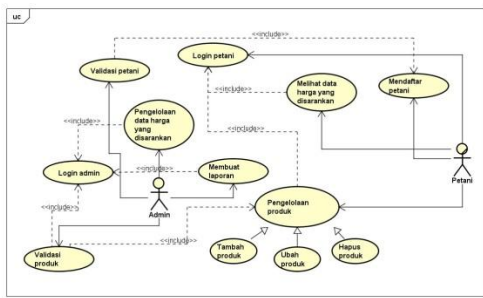 uc
<<include>>
Login petani
Validasi petani
<<include>>
Melihat data
harga yang
disarankan
Mendaftar
petani
Pengelolaan
data harga
yang
disarankan
<<include>>
<<include>>
<<include>>
Login admin
<<include>>
Membuat
laporan
Petani
Admin
Pengelolaan
produk
<<include>>
<<include>>
Validasi
produk
Tambah
produk
Ubah
produk
Hapus
produk